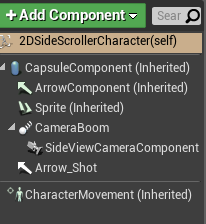 + Add Component
Sear
2DSideScrollerCharacter(self)
CapsuleComponent (Inherited)
ArrowComponent (Inherited)
Sprite (Inherited)
CameraBoom
SideViewCameraComponent
Arrow_Shot
CharacterMovement (Inherited)